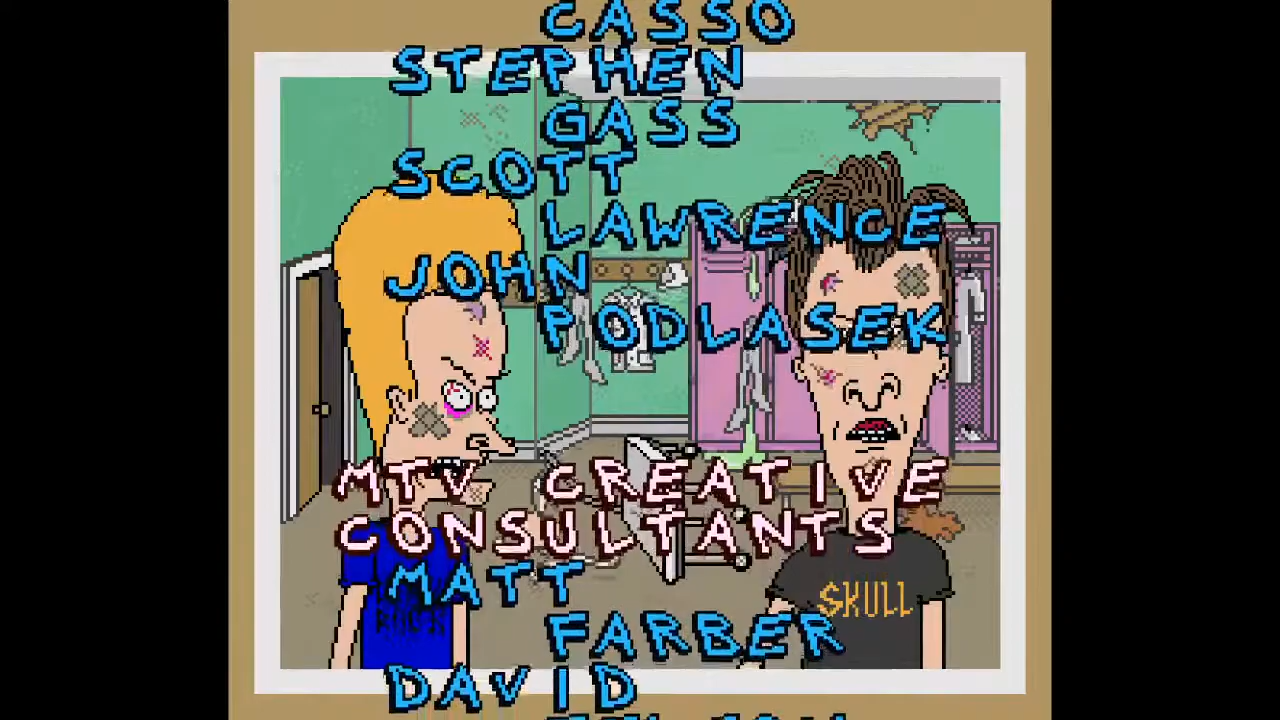 CASSO
STEPHEN
GASS
SCOTT
LAWRENCE
JOHN
PODLASEK
MTV CREATIVE
CONSULTANTS
MATT
FARBER
SKULL
DAVID